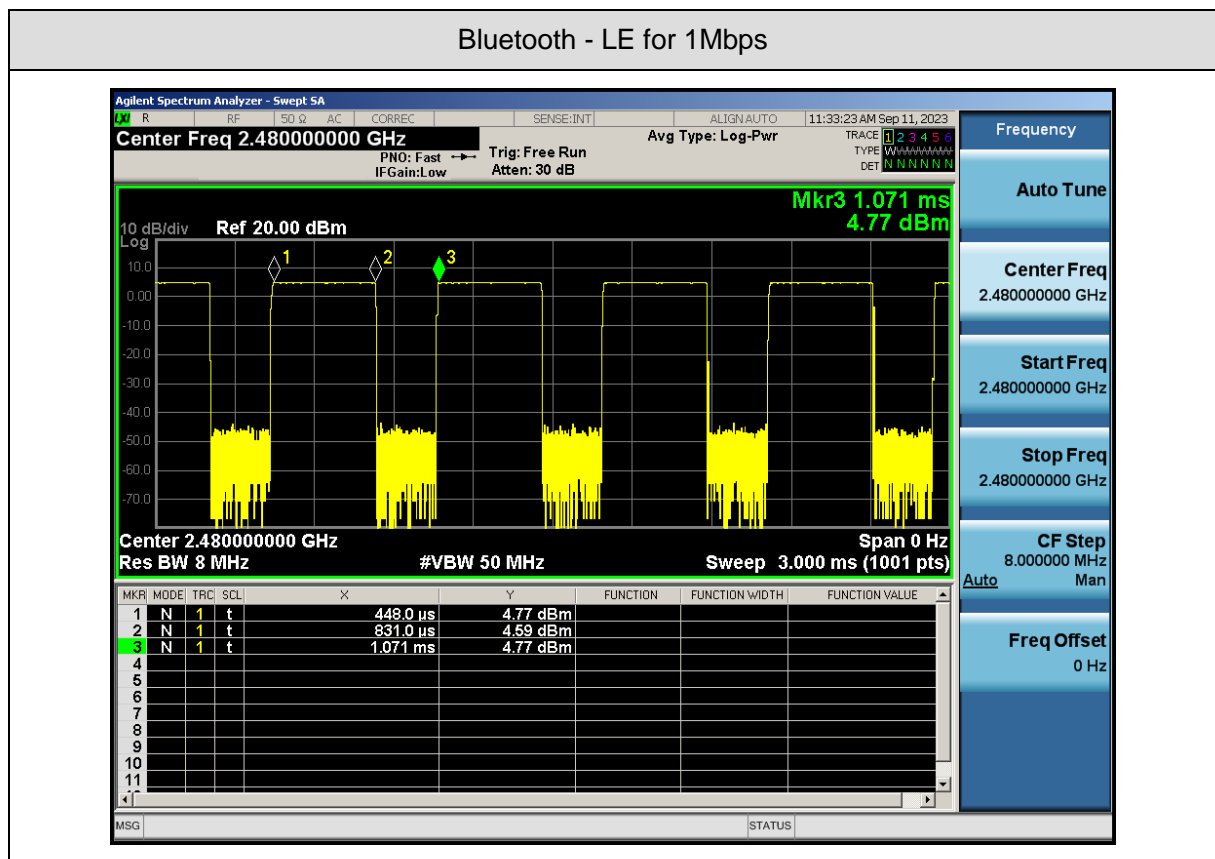 Bluetooth - LE for 1Mbps
Agilent Spectrum Analyzer - Swept SA
LXI R RF 50 Ω AC CORREC SENSE:INT ALIGNAUTO 11:33:23 AM Sep 11, 2023
Center Freq 2.480000000 GHz
PNO: Fast
IFGain:Low
Trig: Free Run
Atten: 30 dB
Avg Type: Log-Pwr
TRACE 1 2 3 4 5 6
TYPE W
DET N N N N N N
Mkr3 1.071 ms
4.77 dBm
10 dB/div Ref 20.00 dBm
Log
1 2 3
10.0
0.00
-10.0
-20.0
-30.0
-40.0
-50.0
-60.0
-70.0
Center 2.480000000 GHz Span 0 Hz
Res BW 8 MHz #VBW 50 MHz Sweep 3.000 ms (1001 pts)
MKR MODE TRC SCL X Y FUNCTION FUNCTION WIDTH FUNCTION VALUE
1 N 1 t 448.0 µs 4.77 dBm
2 N 1 t 831.0 µs 4.59 dBm
3 N 1 t 1.071 ms 4.77 dBm
4
5
6
7
8
9
10
11
MSG STATUS
Frequency
Auto Tune
Center Freq
2.480000000 GHz
Start Freq
2.480000000 GHz
Stop Freq
2.480000000 GHz
CF Step
8.000000 MHz
Auto Man
Freq Offset
0 Hz